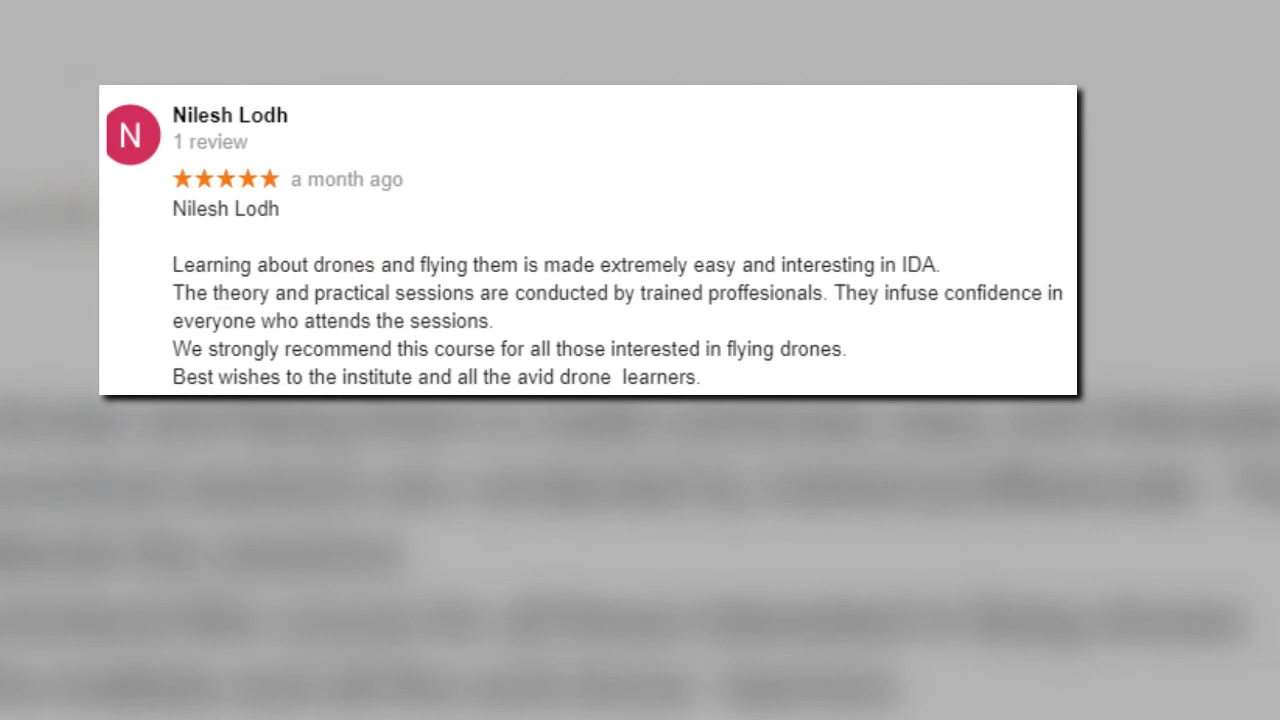 N
Nilesh Lodh
1 review
★★★★★ a month ago
Nilesh Lodh
Learning about drones and flying them is made extremely easy and interesting in IDA.
The theory and practical sessions are conducted by trained proffesionals. They infuse confidence in
everyone who attends the sessions.
We strongly recommend this course for all those interested in flying drones.
Best wishes to the institute and all the avid drone  learners.